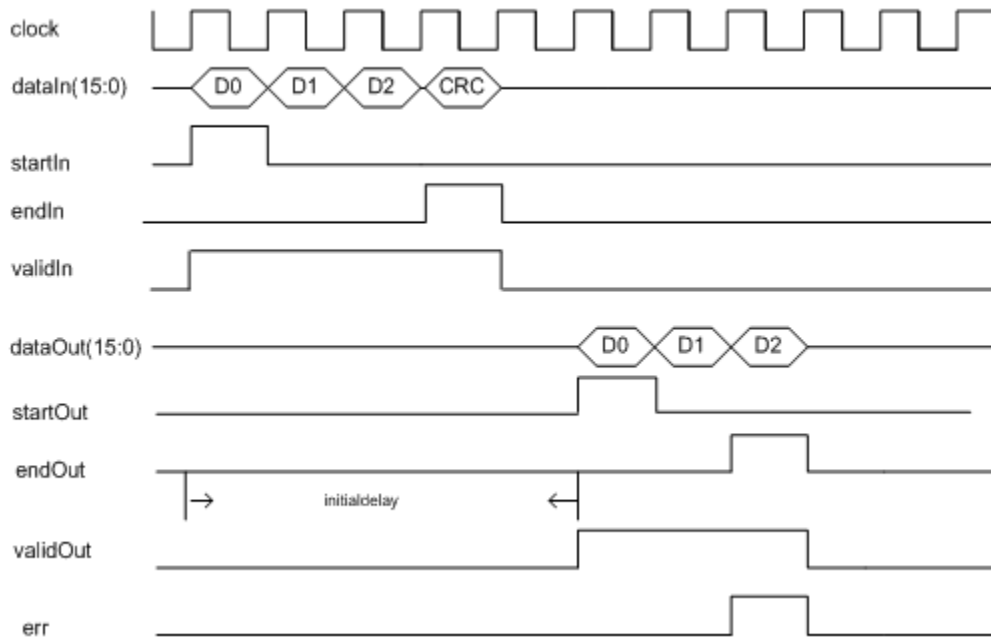 clock
dataIn(15:0) D0 D1 D2 CRC
startIn
endIn
validIn
dataOut(15:0) D0 D1 D2
startOut
endOut
initialdelay
validOut
err